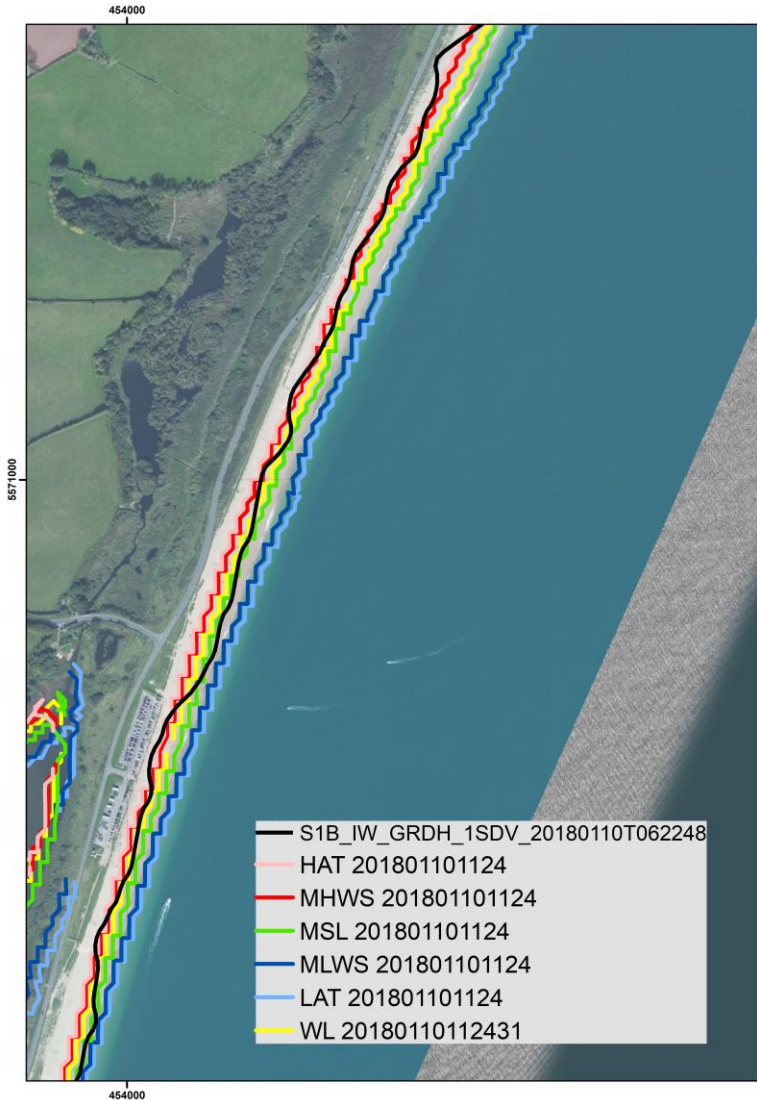 454000
5571000
S1B_IW_GRDH_1SDV_20180110T062248
HAT 201801101124
MHWS 201801101124
MSL 201801101124
MLWS 201801101124
LAT 201801101124
WL 20180110112431
454000